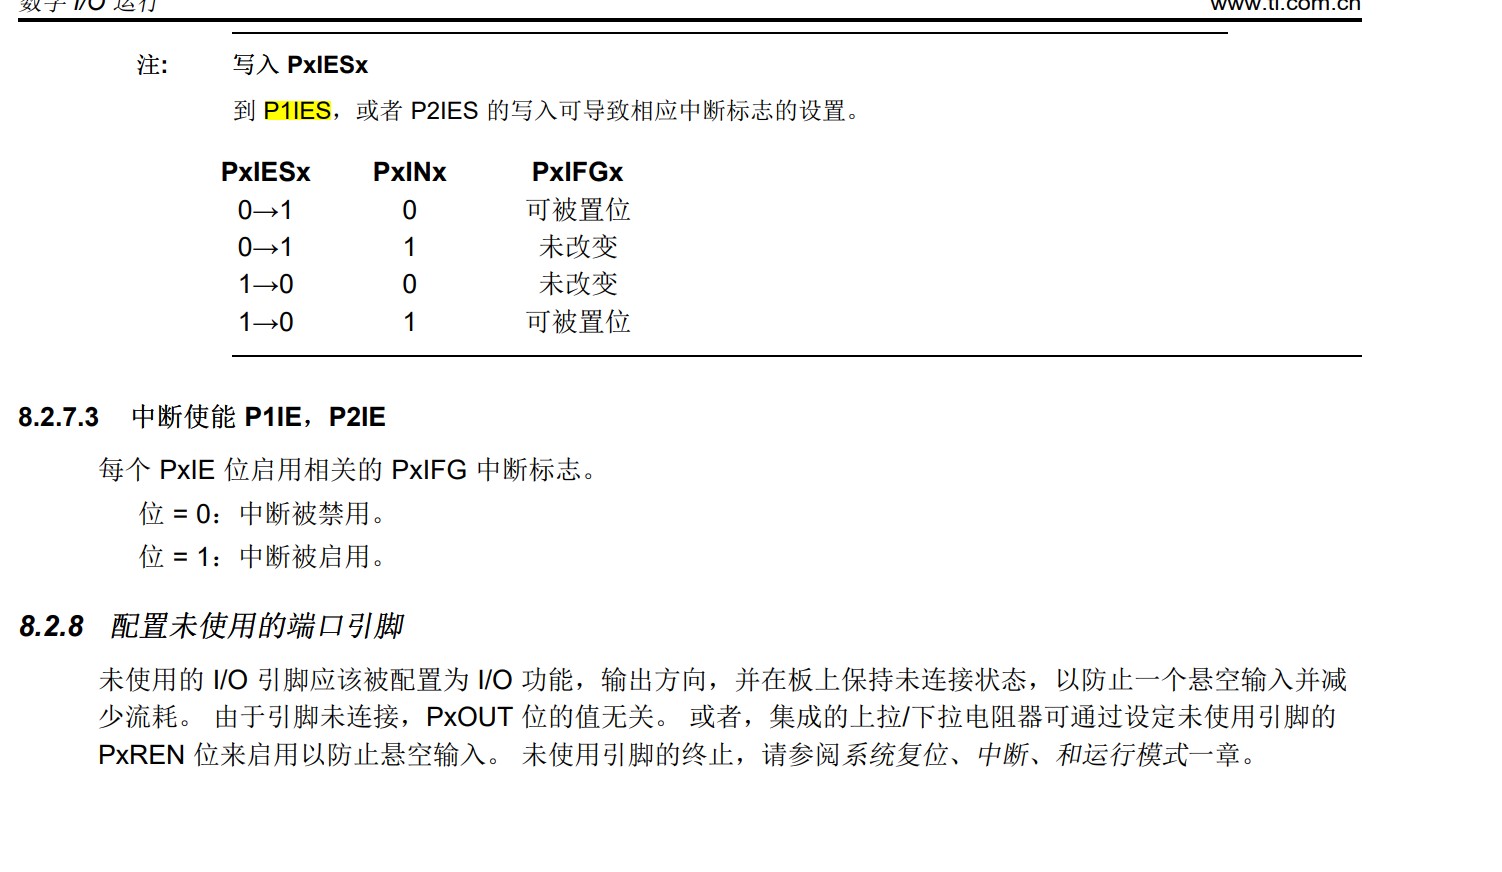 数字 I/O 运行 www.ti.com.cn
注: 写入 PxIESx
到 P1IES，或者 P2IES 的写入可导致相应中断标志的设置。
PxIESx PxINx PxIFGx
0→1 0 可被置位
0→1 1 未改变
1→0 0 未改变
1→0 1 可被置位
8.2.7.3 中断使能 P1IE，P2IE
每个 PxIE 位启用相关的 PxIFG 中断标志。
位 = 0：中断被禁用。
位 = 1：中断被启用。
8.2.8 配置未使用的端口引脚
未使用的 I/O 引脚应该被配置为 I/O 功能，输出方向，并在板上保持未连接状态，以防止一个悬空输入并减
少流耗。 由于引脚未连接，PxOUT 位的值无关。 或者，集成的上拉/下拉电阻器可通过设定未使用引脚的
PxREN 位来启用以防止悬空输入。 未使用引脚的终止，请参阅系统复位、中断、和运行模式一章。